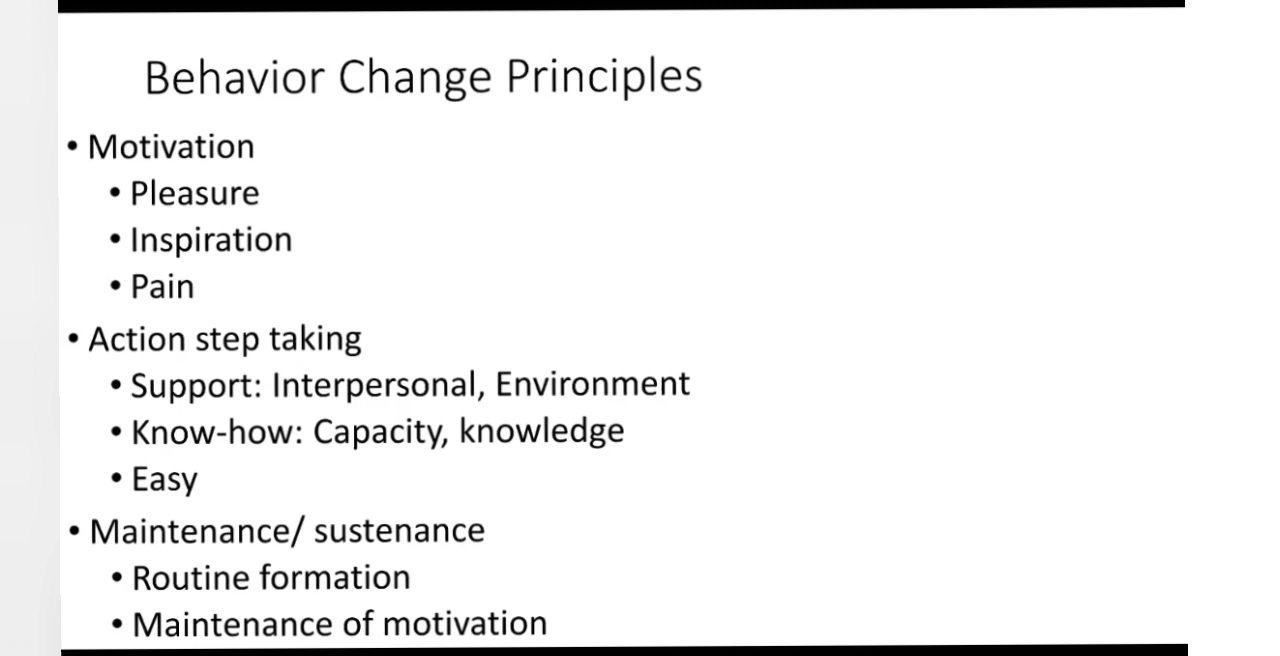 Behavior Change Principles
• Motivation
• Pleasure
• Inspiration
• Pain
• Action step taking
• Support: Interpersonal, Environment
• Know-how: Capacity, knowledge
• Easy
• Maintenance/ sustenance
• Routine formation
• Maintenance of motivation